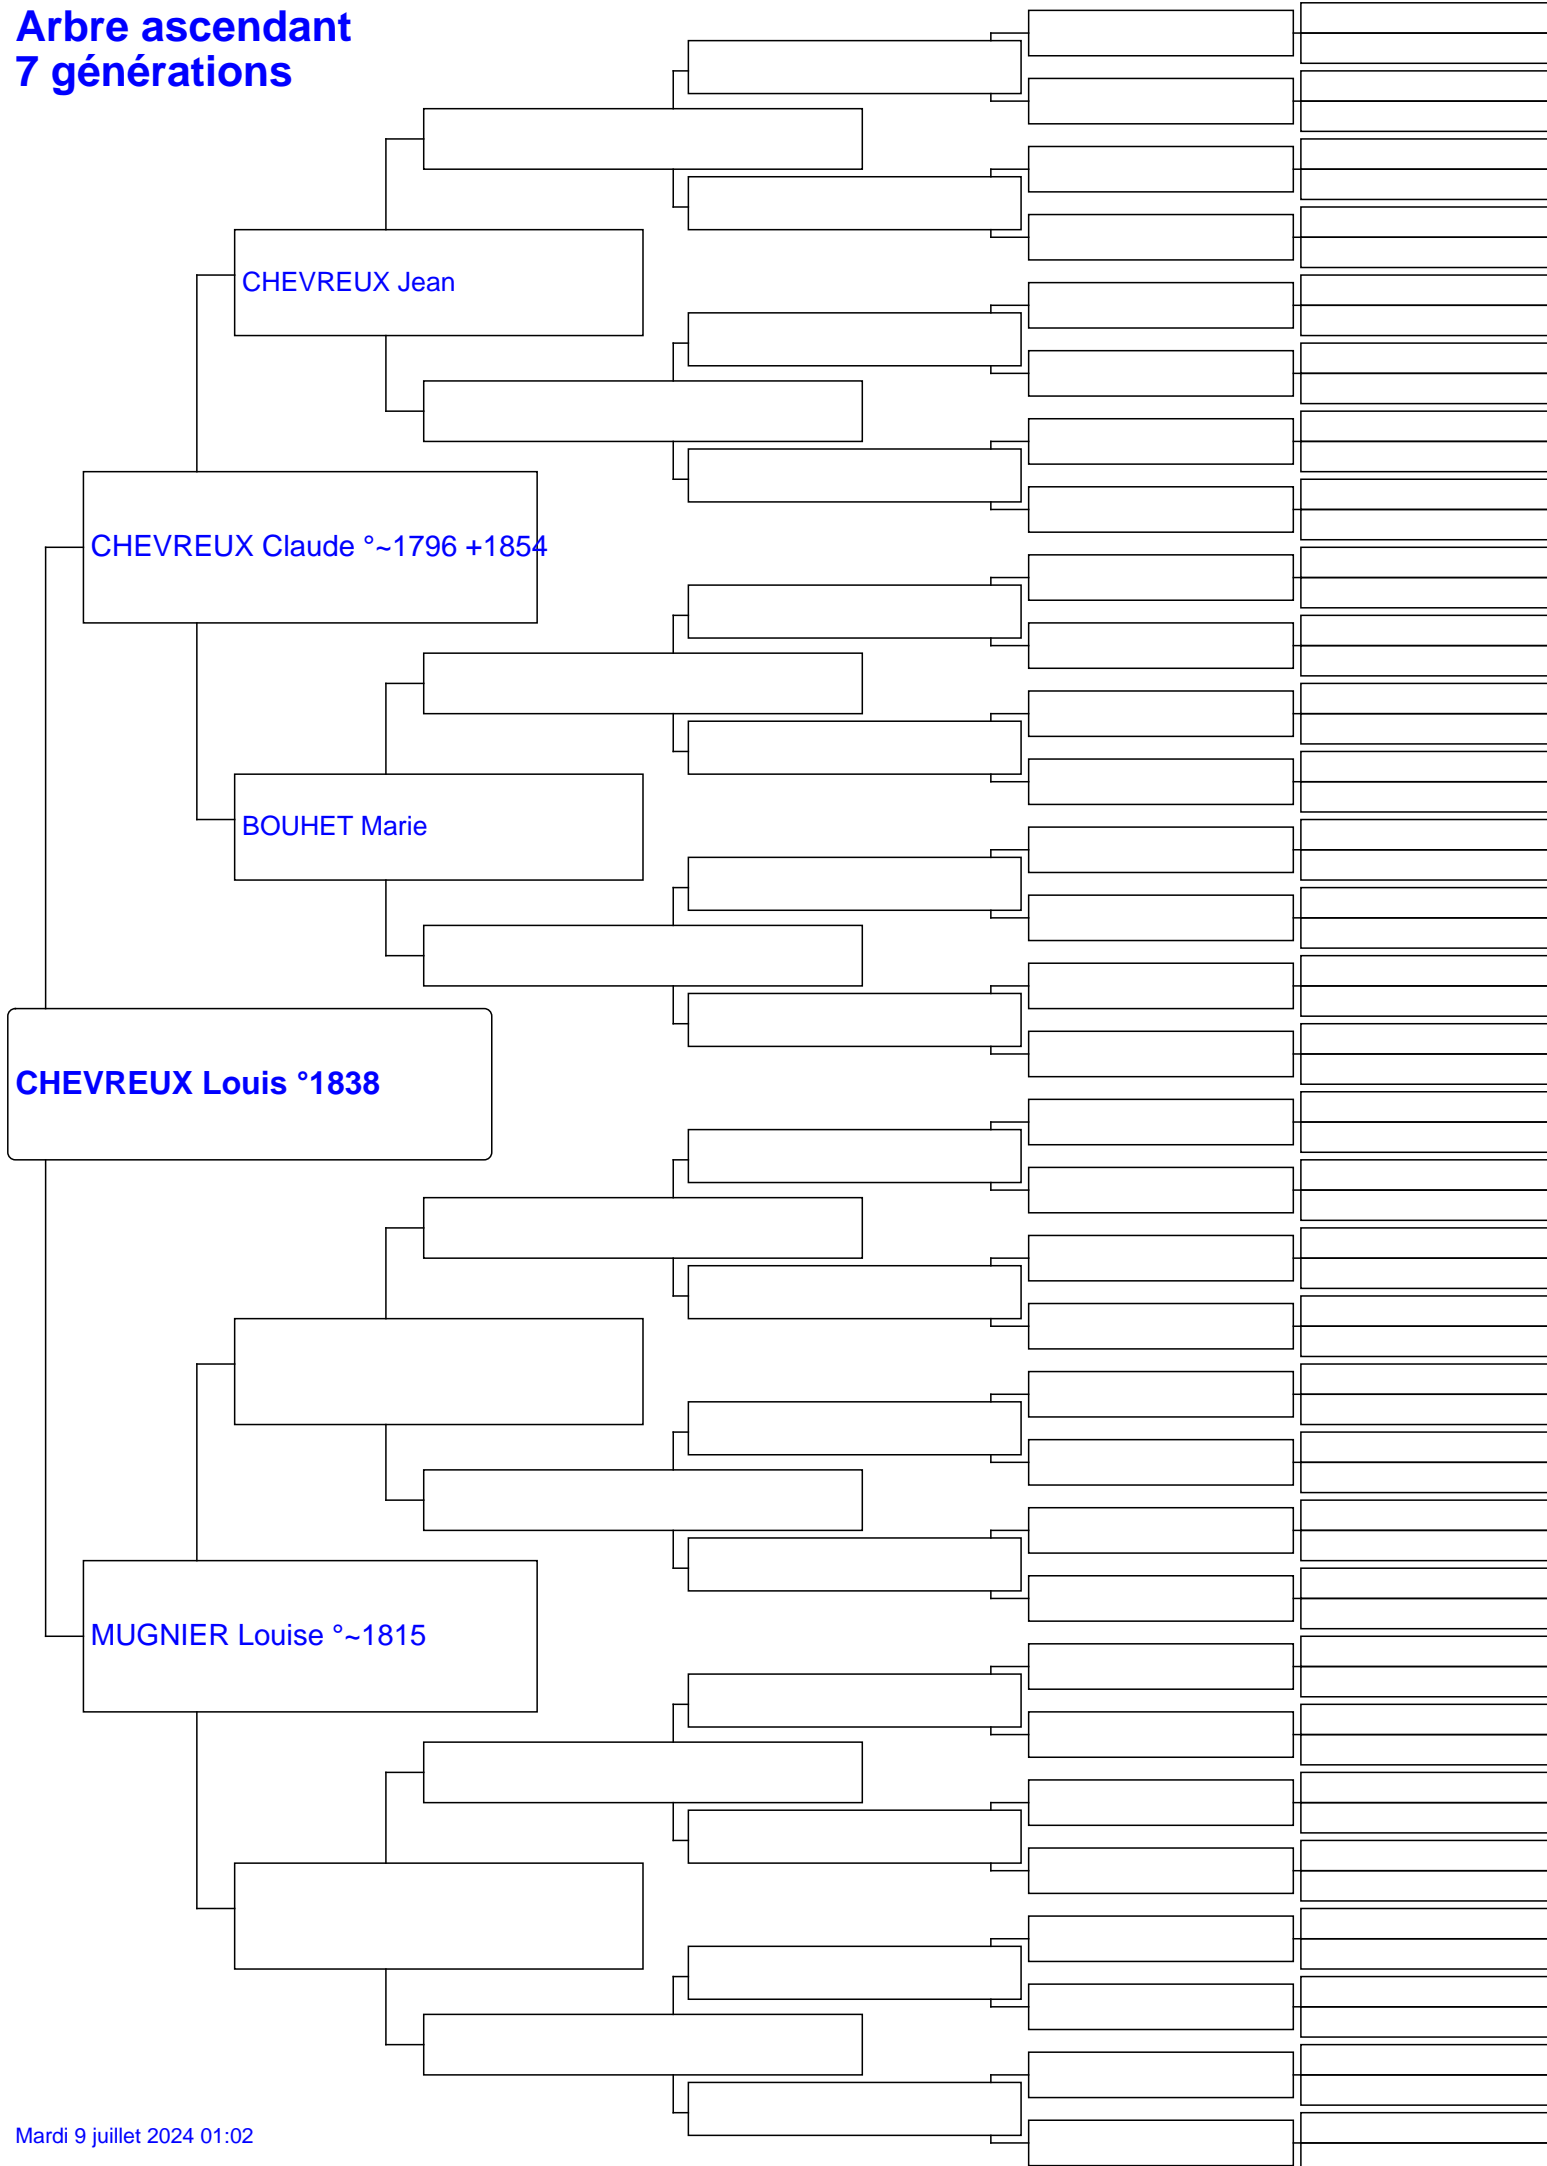 Arbre ascendant
7 générations
CHEVREUX Jean
CHEVREUX Claude °~1796 +1854
BOUHET Marie
CHEVREUX Louis °1838
MUGNIER Louise °~1815
Mardi 9 juillet 2024 01:02